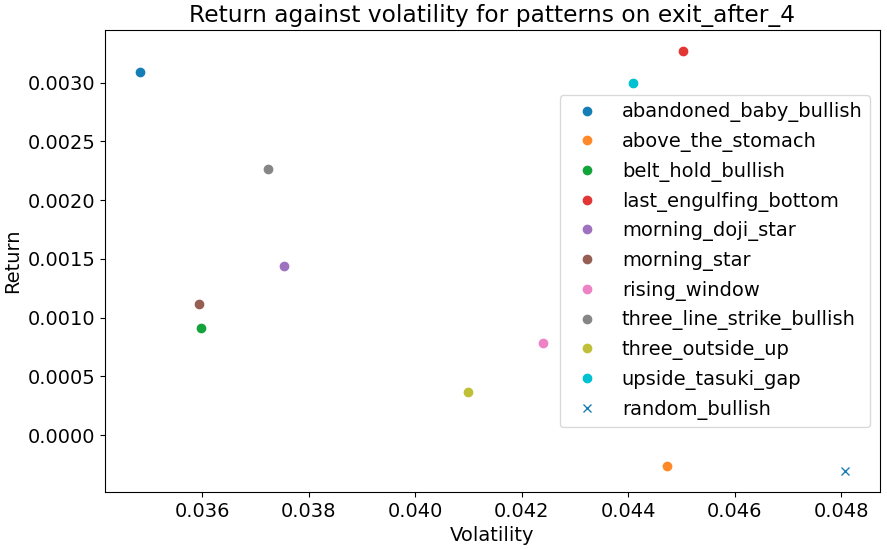 Return against volatility for patterns on exit_after_4
Return
0.0030
0.0025
0.0020
0.0015
0.0010
0.0005
0.0000
abandoned_baby_bullish
above_the_stomach
belt_hold_bullish
last_engulfing_bottom
morning_doji_star
morning_star
rising_window
three_line_strike_bullish
three_outside_up
upside_tasuki_gap
random_bullish
0.036 0.038 0.040 0.042 0.044 0.046 0.048
Volatility